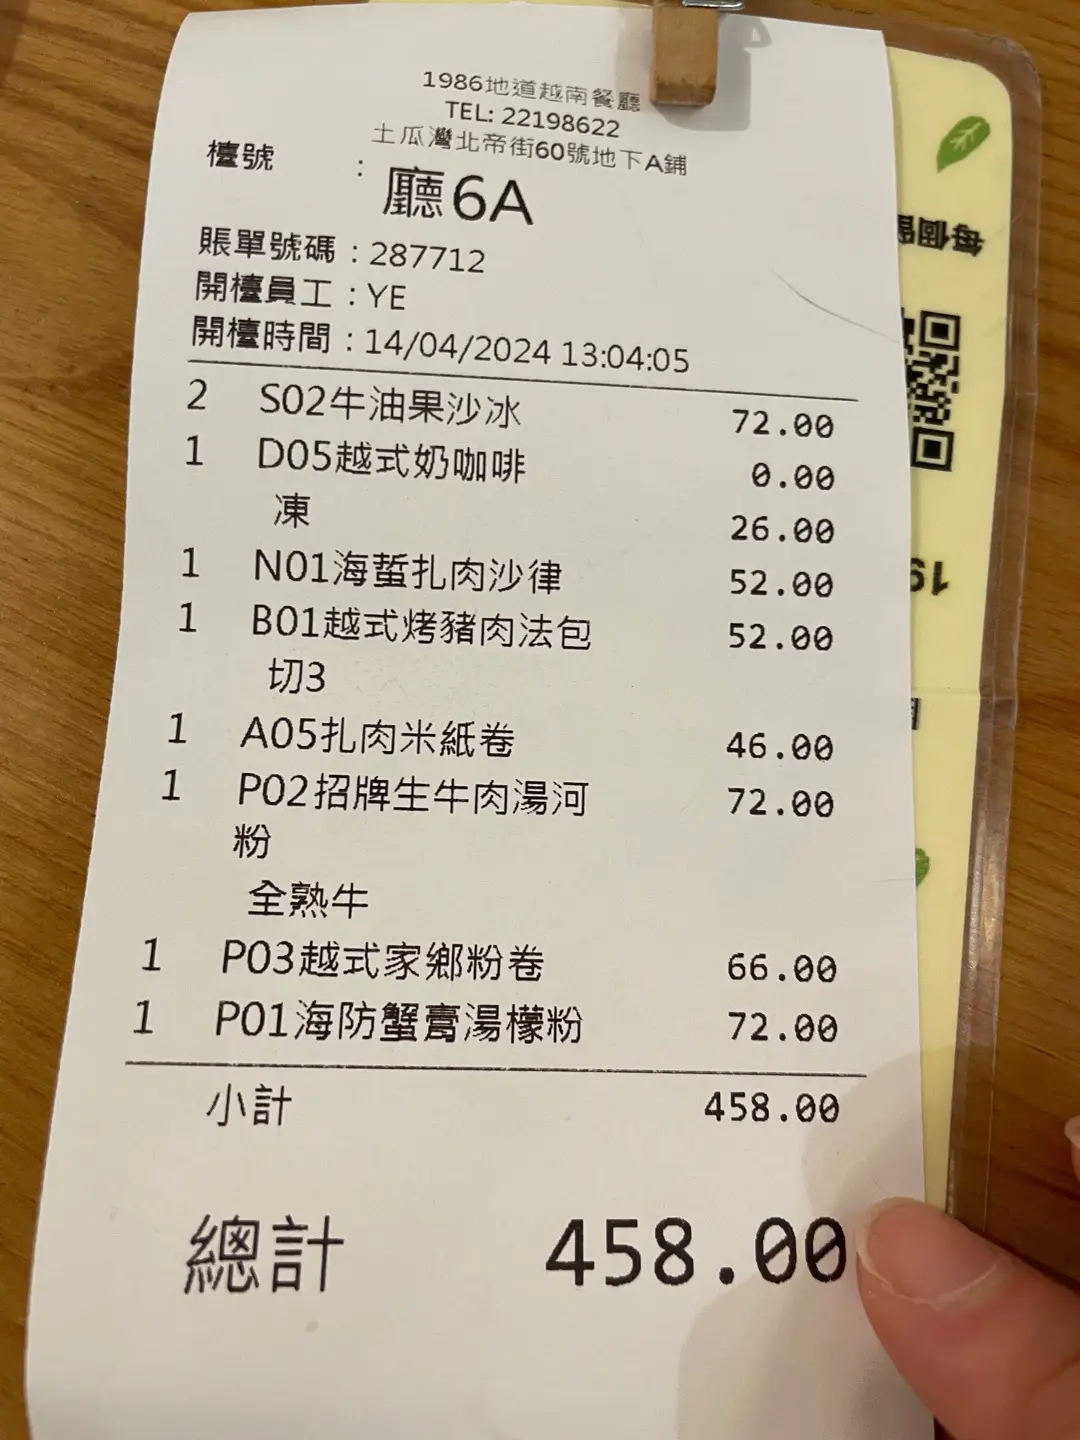 1986地道越南餐廳
TEL: 22198622
土瓜灣北帝街60號地下A鋪
檯號 : 廳6A
賬單號碼 : 287712
開檯員工 : YE
開檯時間 : 14/04/2024 13:04:05
2 S02牛油果沙冰 72.00
1 D05越式奶咖啡 0.00
凍 26.00
1 N01海蜇扎肉沙律 52.00
1 B01越式烤豬肉法包 52.00
切3
1 A05扎肉米紙卷 46.00
1 P02招牌生牛肉湯河 72.00
粉
全熟牛
1 P03越式家鄉粉卷 66.00
1 P01海防蟹膏湯檬粉 72.00
小計 458.00
總計 458.00
每個
19